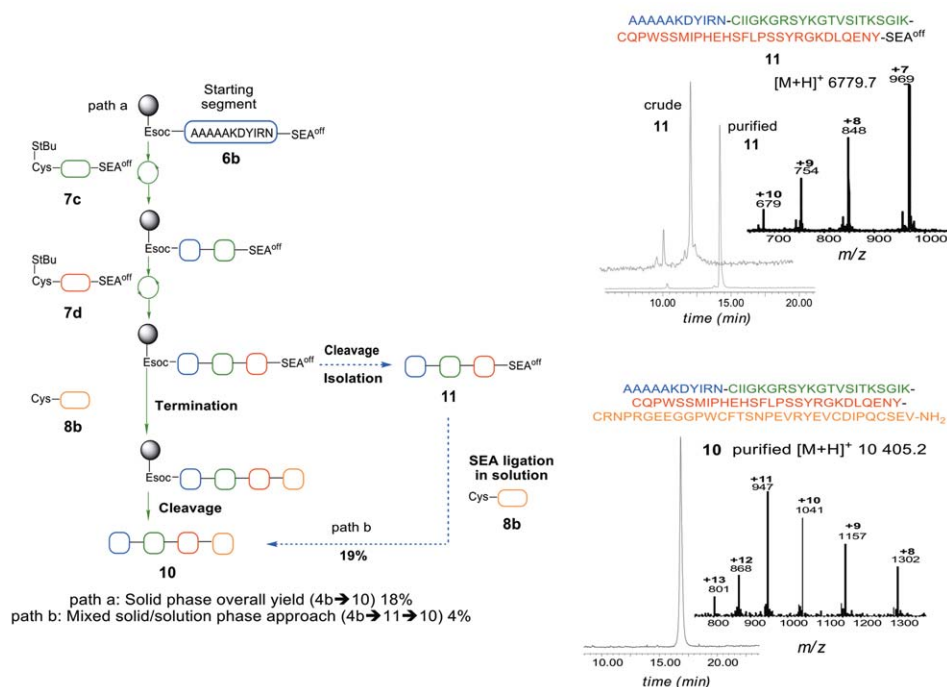 path a
Starting
segment
Esoc
AAAAAKDYIRN
SEAoff
6b
StBu
Cys
SEAoff
7c
Esoc
SEAoff
StBu
Cys
SEAoff
7d
Esoc
SEAoff
Cleavage
Isolation
11
SEAoff
Cys
8b
Termination
Esoc
Cleavage
SEA ligation
in solution
Cys
8b
path b
19%
10
path a: Solid phase overall yield (4b➔10) 18%
path b: Mixed solid/solution phase approach (4b➔11➔10) 4%
AAAAAKDYIRN-CIIGKGRSYKGTVSITKSGIK-
CQPWSSMIPHEHSFLPSSYRGKDLQENY-SEAoff
11
[M+H]+ 6779.7
crude
11
purified
11
+7
969
+8
848
+9
754
+10
679
700 800 900 1000
m/z
10.00 15.00 20.00
time (min)
AAAAAKDYIRN-CIIGKGRSYKGTVSITKSGIK-
CQPWSSMIPHEHSFLPSSYRGKDLQENY-
CRNPRGEEGGPWCFTSNPEVRYEVCDIPQCSEV-NH2
10 purified [M+H]+ 10 405.2
+11
947
+10
1041
+9
1157
+8
1302
+12
868
+13
801
800 900 1000 1100 1200 1300
m/z
10.00 15.00 20.00
time (min)